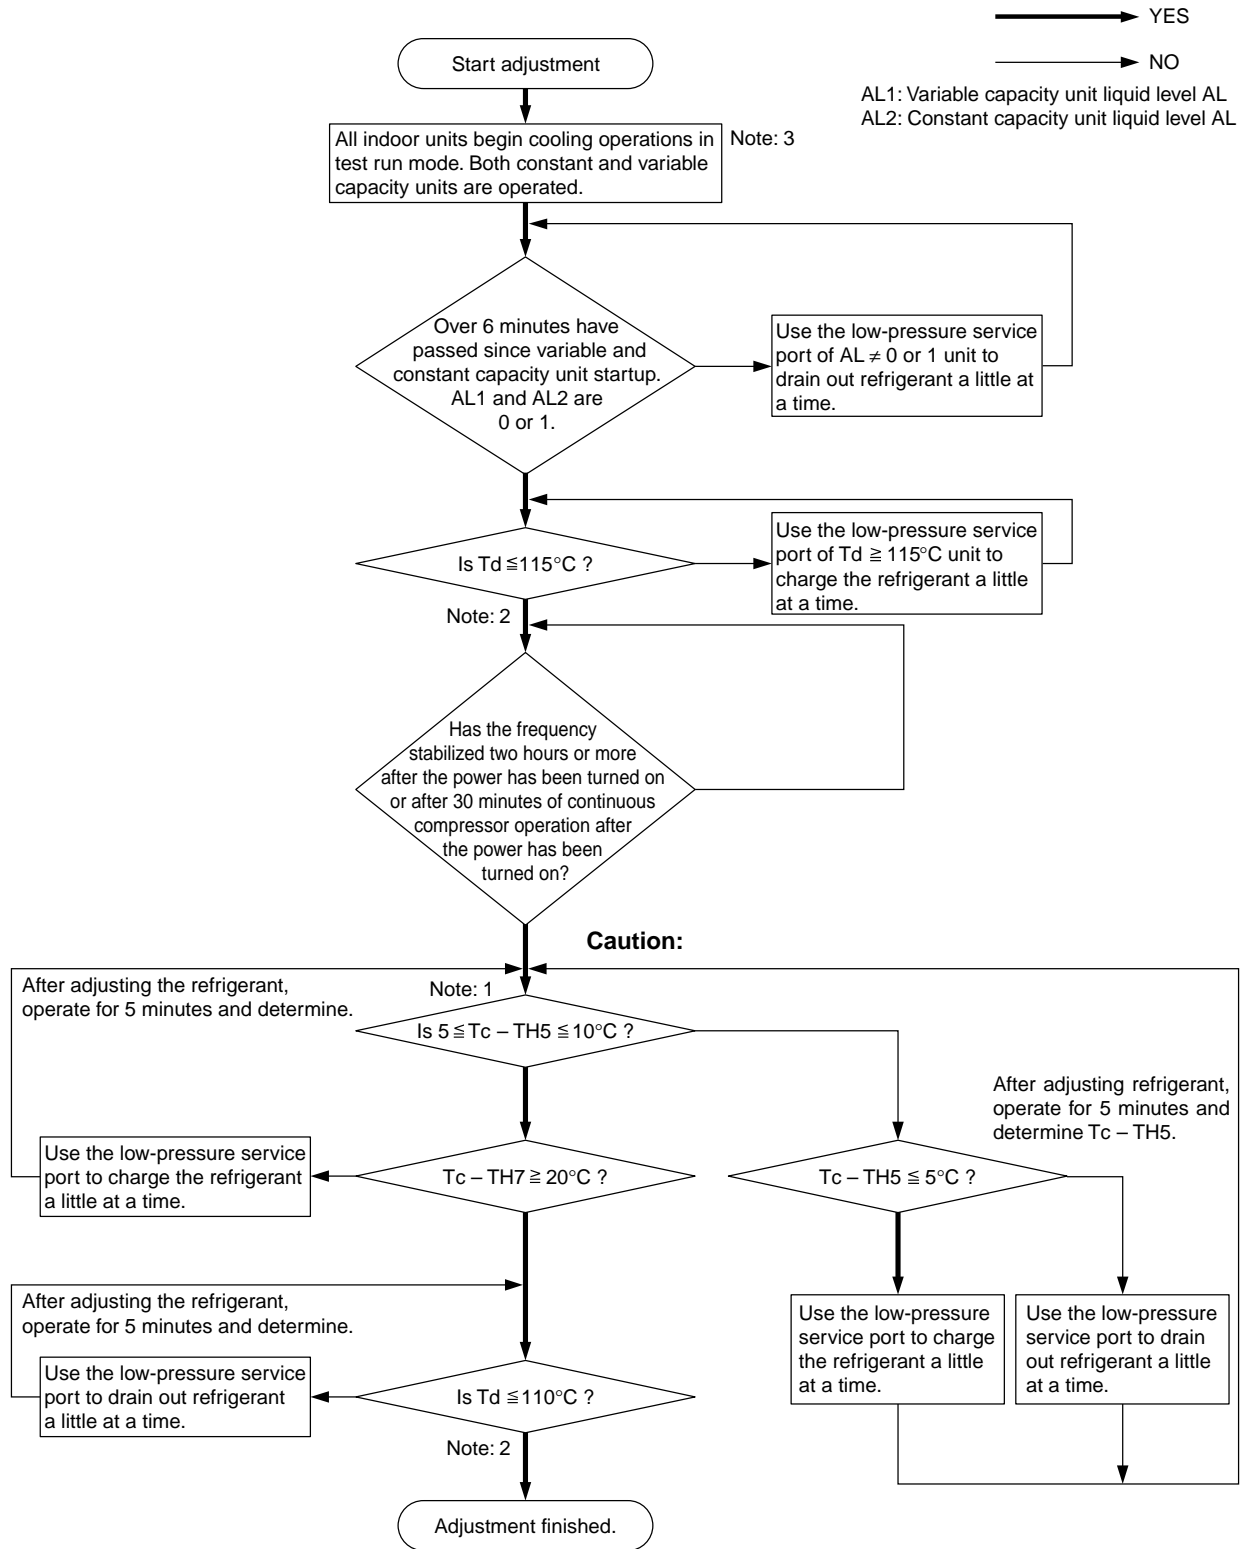 YES
NO
AL1: Variable capacity unit liquid level AL
AL2: Constant capacity unit liquid level AL
Start adjustment
All indoor units begin cooling operations in
test run mode. Both constant and variable
capacity units are operated.
Note: 3
Over 6 minutes have
passed since variable and
constant capacity unit startup.
AL1 and AL2 are
0 or 1.
Use the low-pressure service
port of AL ≠ 0 or 1 unit to
drain out refrigerant a little at
a time.
Is Td ≦115°C ?
Use the low-pressure service
port of Td ≧ 115°C unit to
charge the refrigerant a little
at a time.
Note: 2
Has the frequency
stabilized two hours or more
after the power has been turned on
or after 30 minutes of continuous
compressor operation after
the power has been
turned on?
Caution:
After adjusting the refrigerant,
operate for 5 minutes and determine.
Note: 1
Is 5 ≦ Tc – TH5 ≦ 10°C ?
After adjusting refrigerant,
operate for 5 minutes and
determine Tc – TH5.
Use the low-pressure service
port to charge the refrigerant
a little at a time.
Tc – TH7 ≧ 20°C ?
Tc – TH5 ≦ 5°C ?
After adjusting the refrigerant,
operate for 5 minutes and determine.
Use the low-pressure
service port to charge
the refrigerant a little
at a time.
Use the low-pressure
service port to drain
out refrigerant a little
at a time.
Use the low-pressure service
port to drain out refrigerant
a little at a time.
Is Td ≦110°C ?
Note: 2
Adjustment finished.